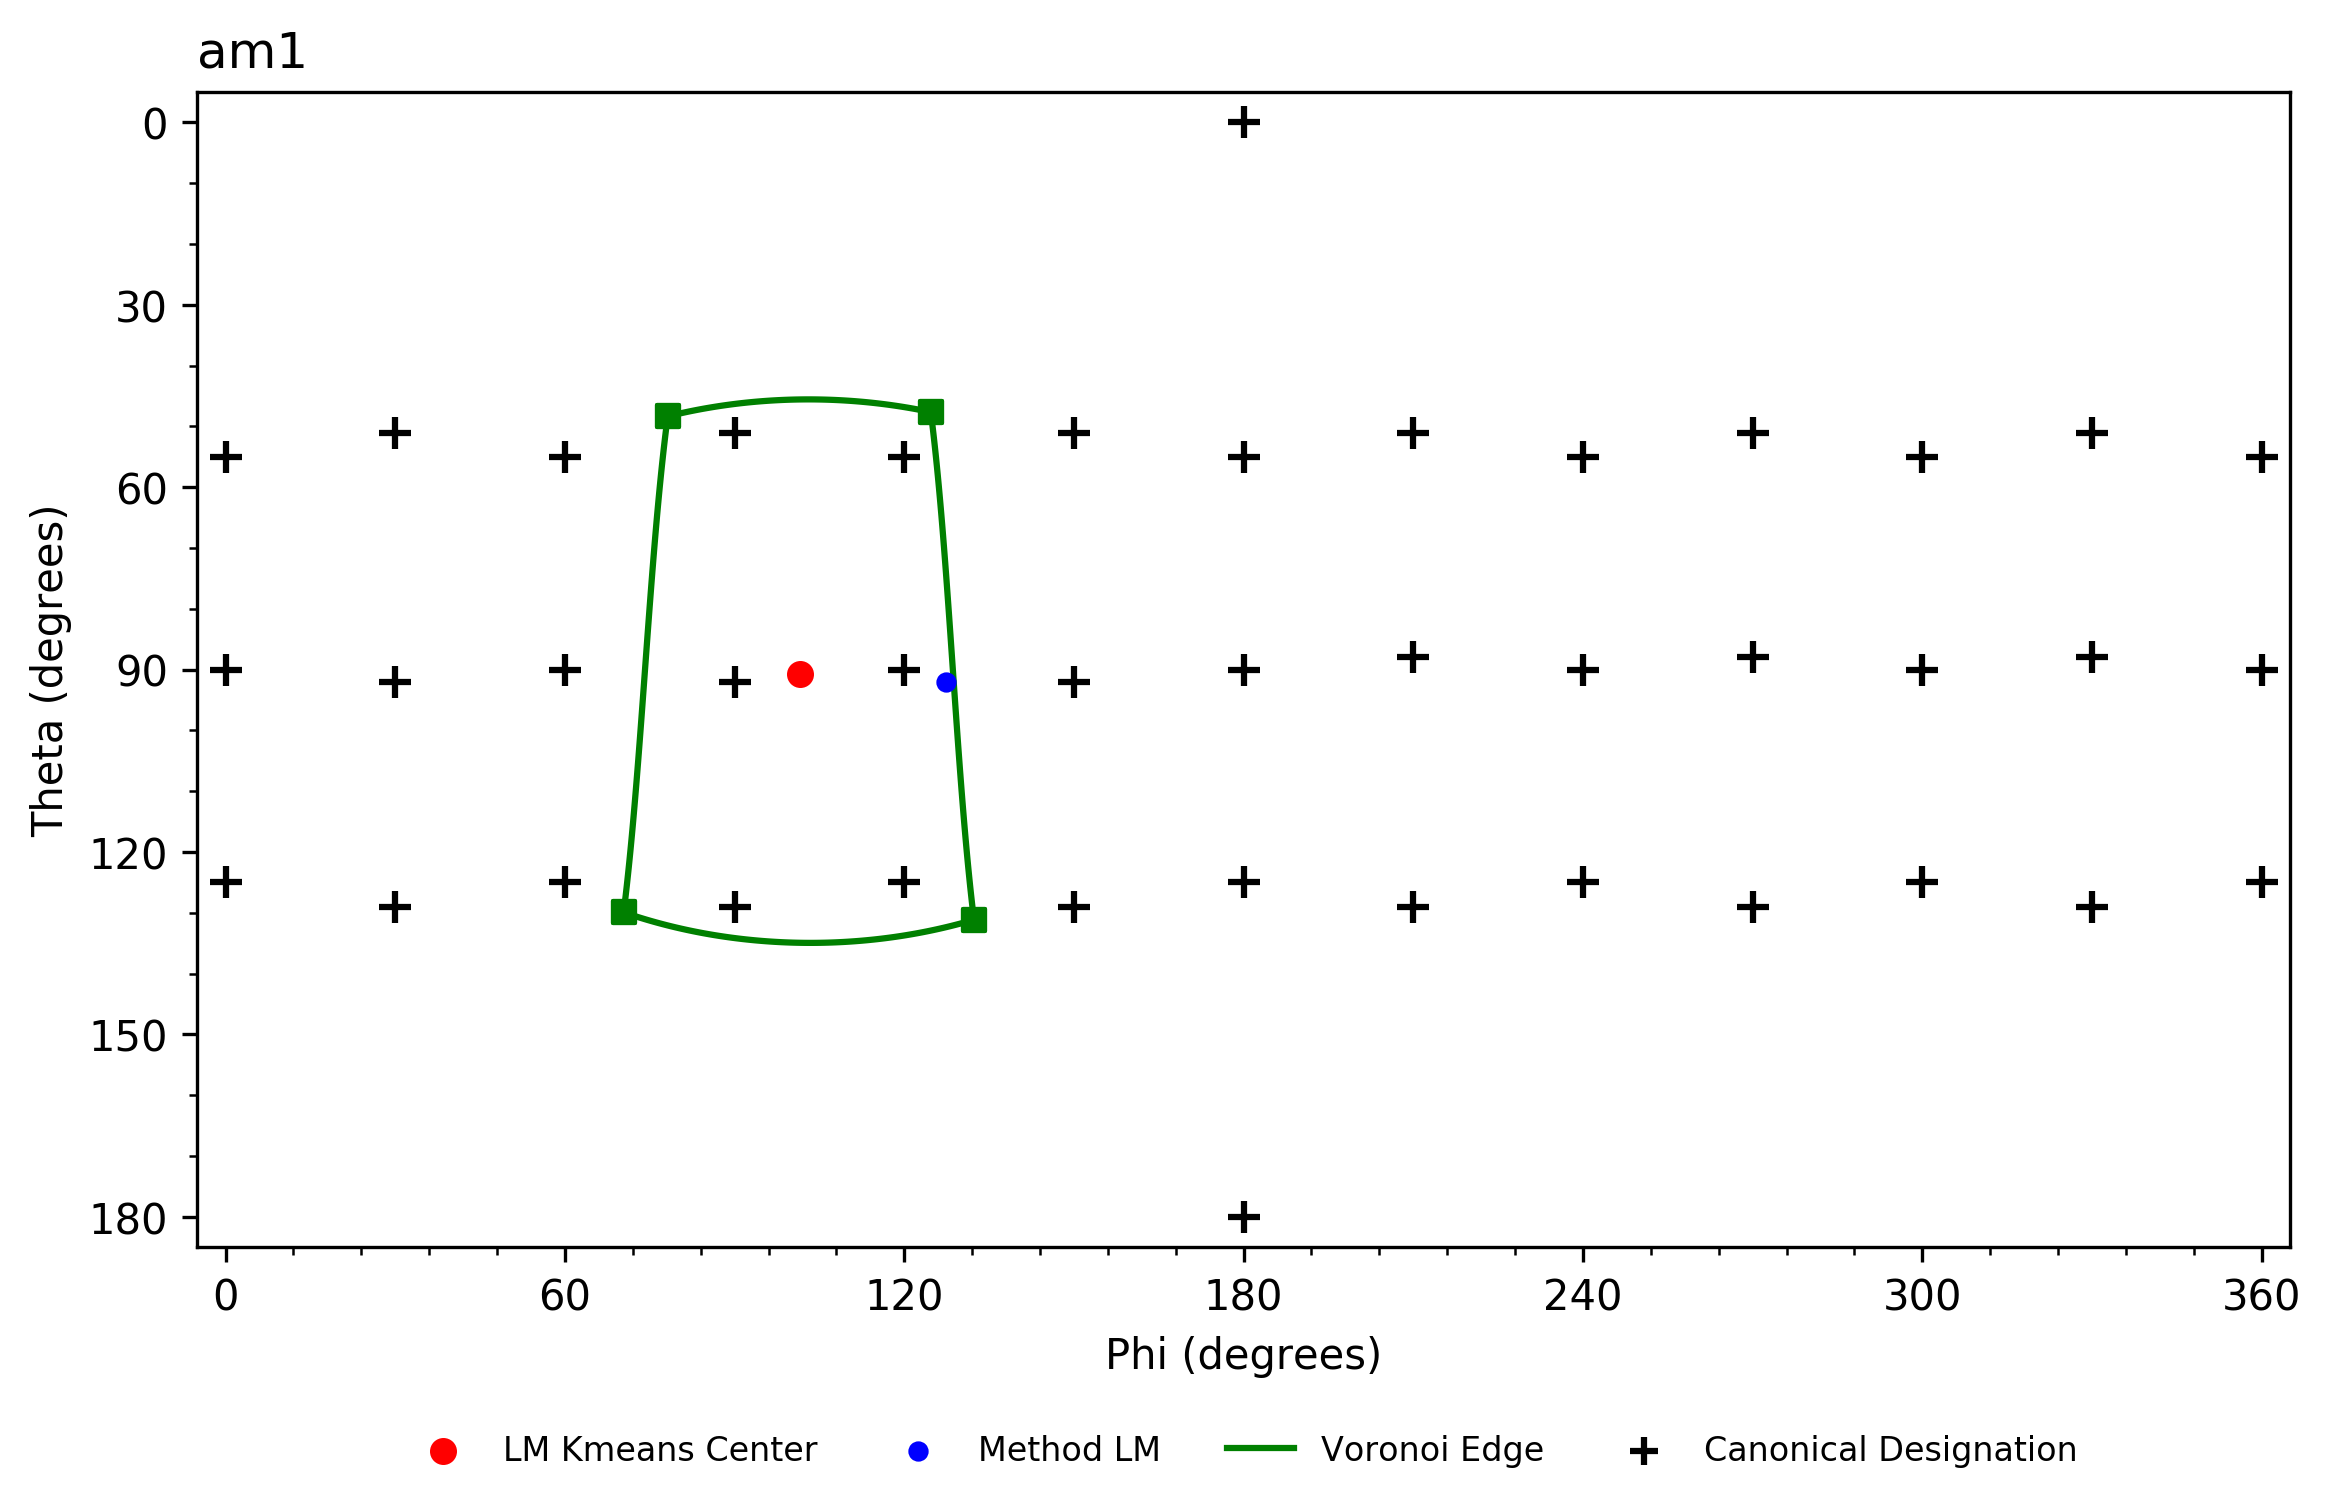 am1
0
30
60
90
120
150
180
Theta (degrees)
0 60 120 180 240 300 360
Phi (degrees)
LM Kmeans Center Method LM Voronoi Edge Canonical Designation